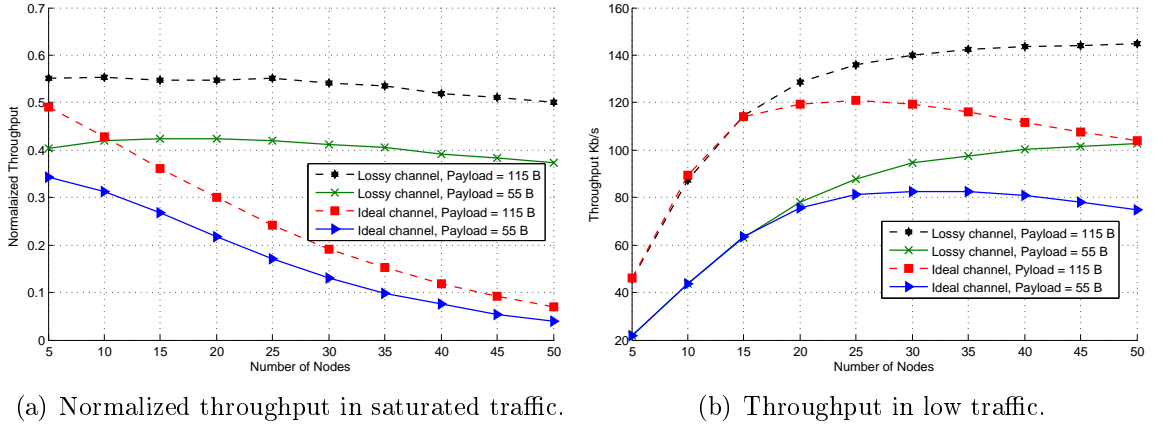 0.7
0.6
0.5
0.4
0.3
0.2
0.1
0
5 10 15 20 25 30 35 40 45 50
Normalaized Throughput
Number of Nodes
Lossy channel, Payload = 115 B
Lossy channel, Payload = 55 B
Ideal channel, Payload = 115 B
Ideal channel, Payload = 55 B
(a) Normalized throughput in saturated traffic.
160
140
120
100
80
60
40
20
5 10 15 20 25 30 35 40 45 50
Throughput Kb/s
Number of Nodes
Lossy channel, Payload = 115 B
Lossy channel, Payload = 55 B
Ideal channel, Pyload = 115 B
Ideal channel, Payload = 55 B
(b) Throughput in low traffic.